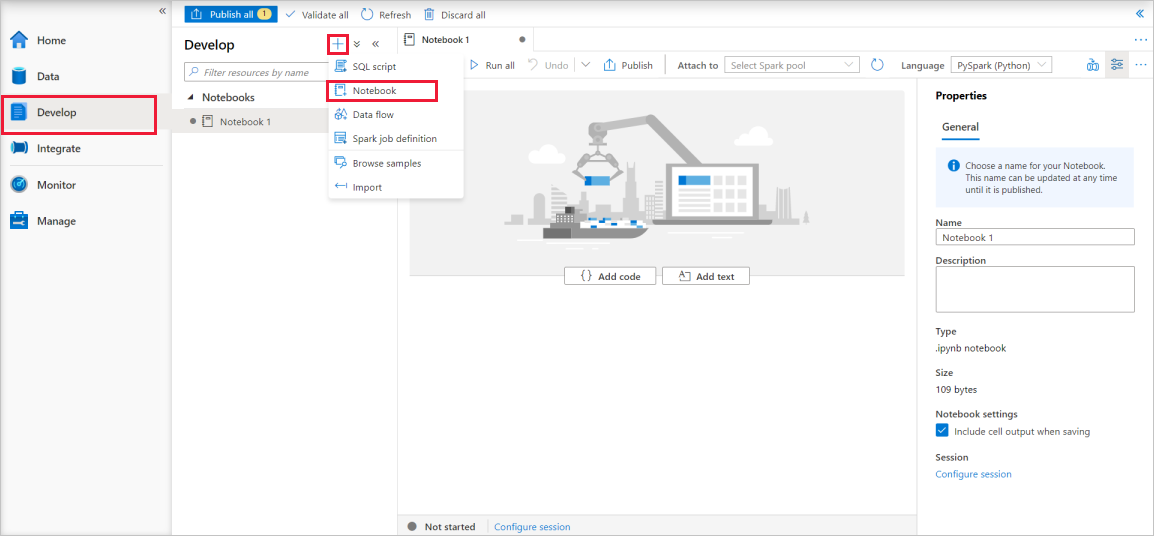 Publish all 1
Validate all
Refresh
Discard all
Home
Data
Develop
Integrate
Monitor
Manage
Develop
Filter resources by name
Notebooks
Notebook 1
SQL script
Notebook
Data flow
Spark job definition
Browse samples
Import
Notebook 1
Run all
Undo
Publish
Attach to
Select Spark pool
Language
PySpark (Python)
{} Add code
Add text
Not started
Configure session
Properties
General
Choose a name for your Notebook.
This name can be updated at any time
until it is published.
Name
Notebook 1
Description
Type
.ipynb notebook
Size
109 bytes
Notebook settings
Include cell output when saving
Session
Configure session